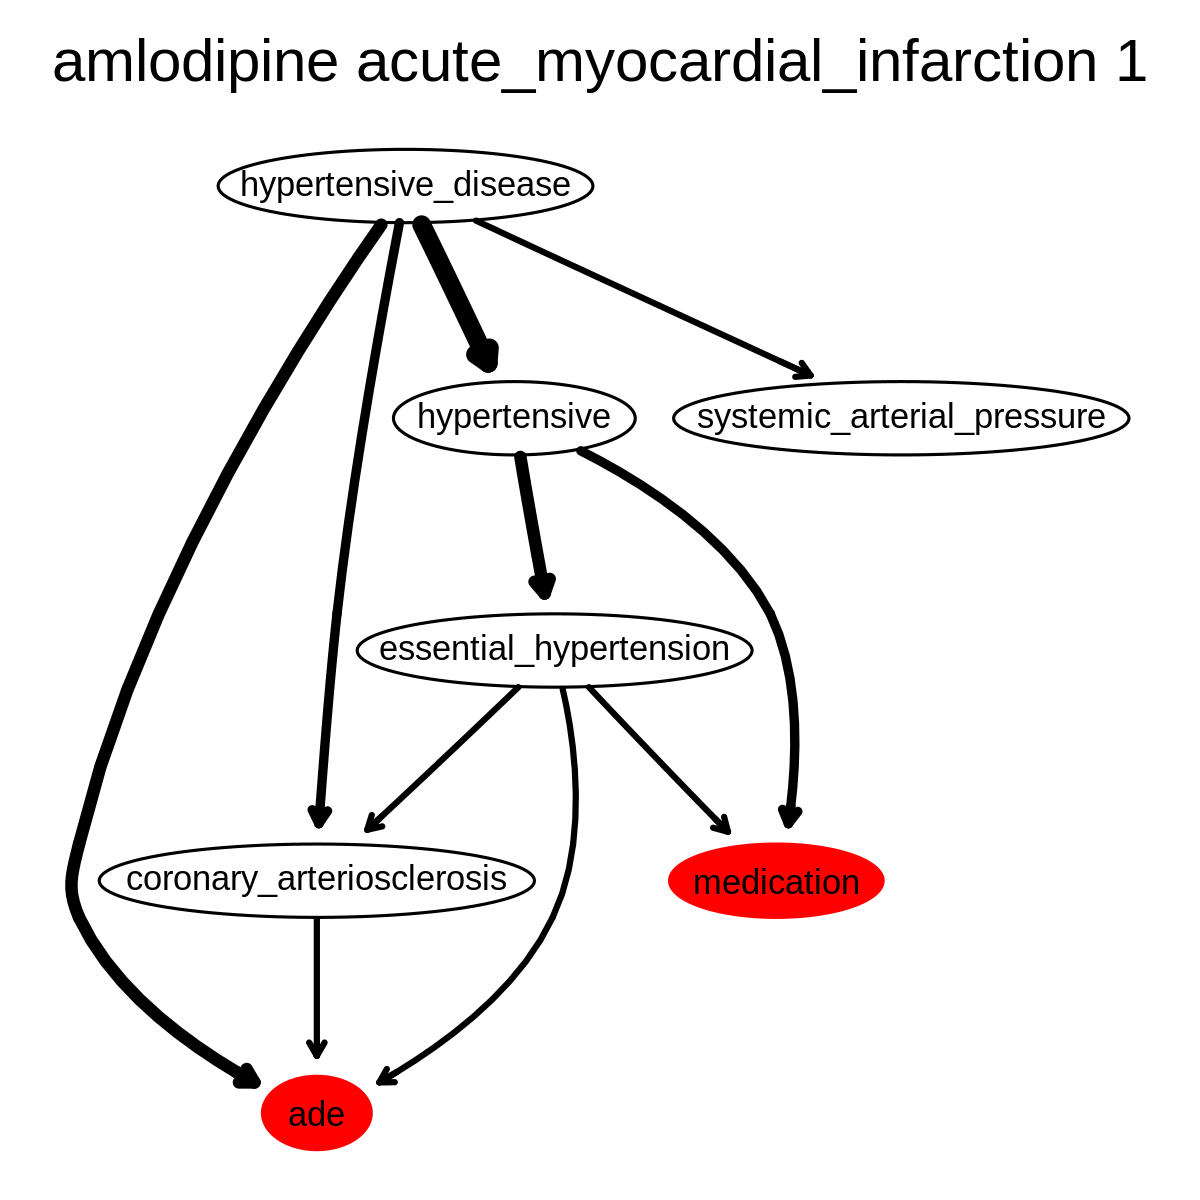 amlodipine acute_myocardial_infarction 1
hypertensive_disease
hypertensive
systemic_arterial_pressure
essential_hypertension
coronary_arteriosclerosis
medication
ade